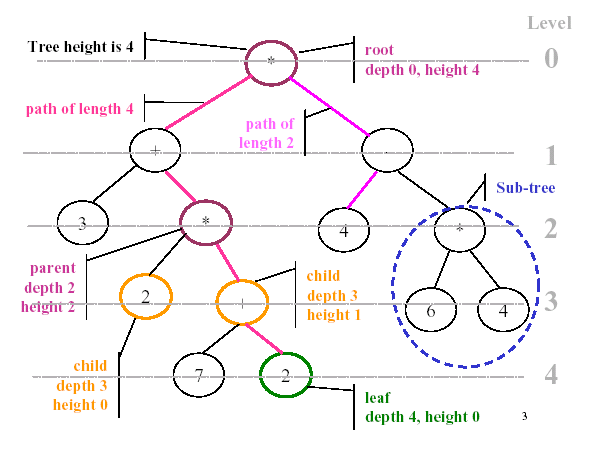 Level
Tree height is 4
root
depth 0, height 4
*
0
path of length 4
path of
length 2
+
1
Sub-tree
3
*
4
*
2
parent
depth 2
height 2
child
depth 3
height 1
2
+
6
4
3
child
depth 3
height 0
7
2
4
leaf
depth 4, height 0
3